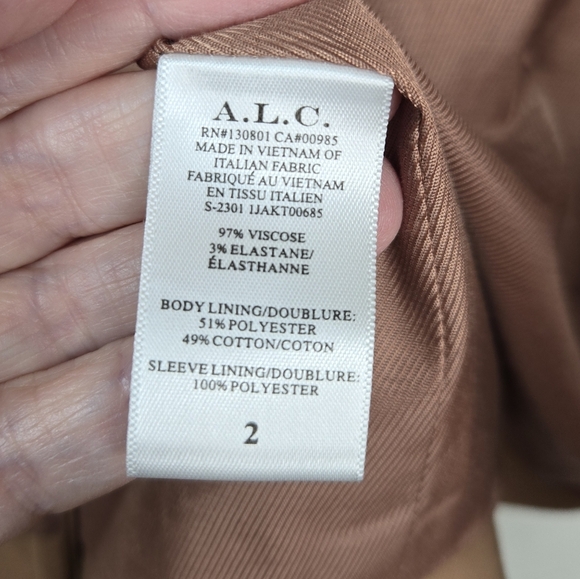 A.L.C.
RN#130801 CA#00985
MADE IN VIETNAM OF
ITALIAN FABRIC
FABRIQUÉ AU VIETNAM
EN TISSU ITALIEN
S-2301 1JAKT00685
97% VISCOSE
3% ELASTANE/
ÉLASTHANNE
BODY LINING/DOUBLURE:
51% POLYESTER
49% COTTON/COTON
SLEEVE LINING/DOUBLURE:
100% POLYESTER
2